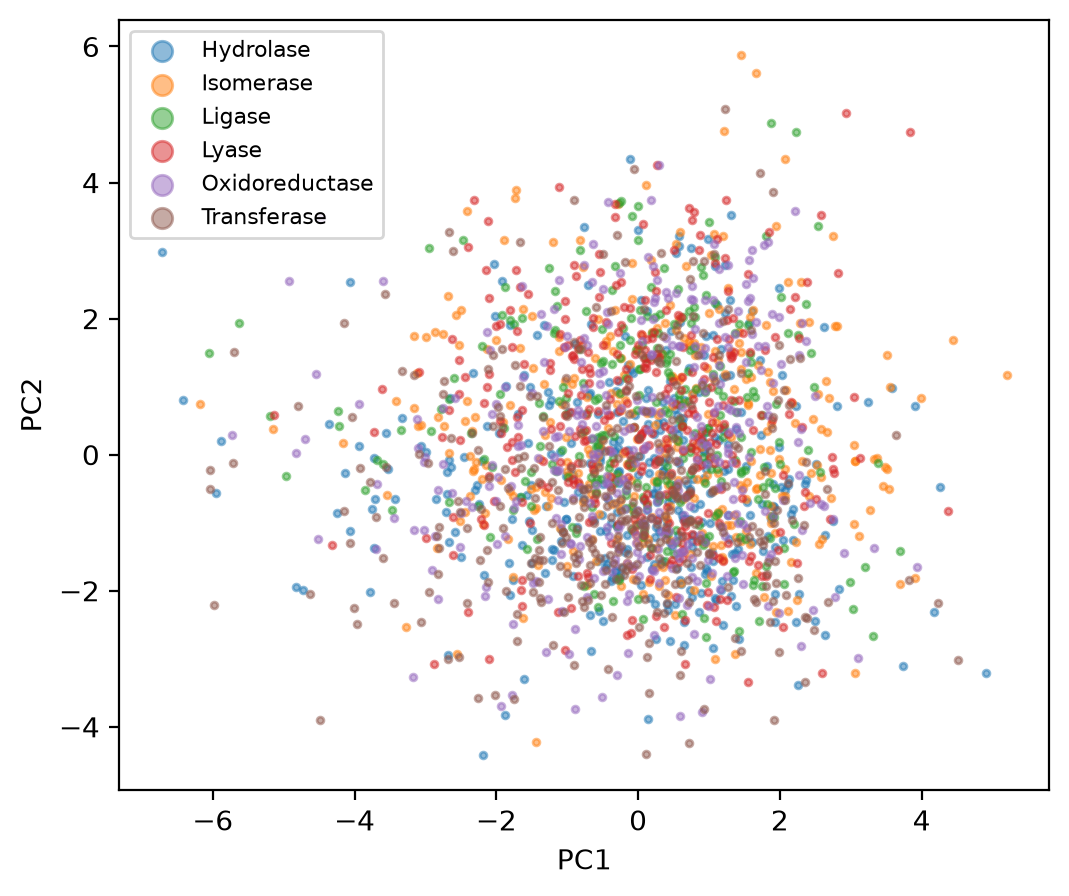 6
4
2
0
−2
−4
−6
−4
−2
0
2
4
PC1
PC2
Hydrolase
Isomerase
Ligase
Lyase
Oxidoreductase
Transferase